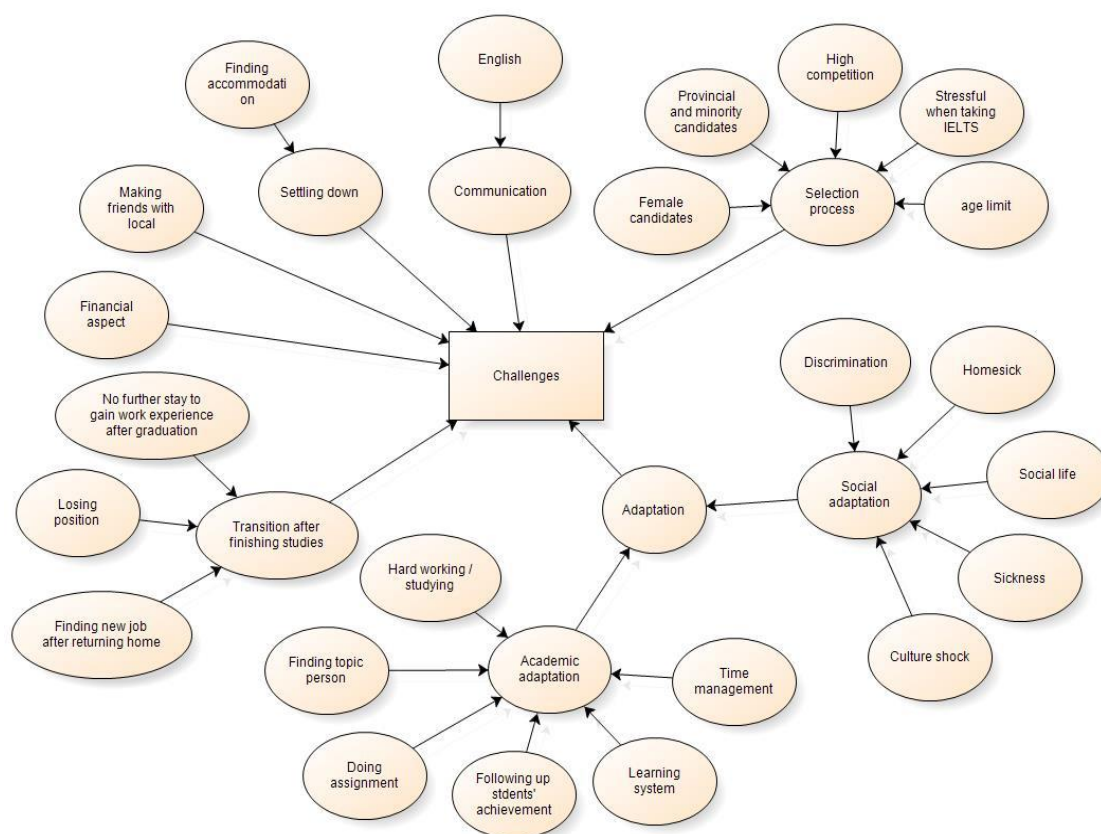 Finding
accommodati
on
English
High
competition
Provincial
and minority
candidates
Stressful
when taking
IELTS
Settling down
Communication
Selection
process
Making
friends with
local
Female
candidates
age limit
Financial
aspect
Challenges
Discrimination
Homesick
No further stay to
gain work experience
after graduation
Social life
Social
adaptation
Adaptation
Losing
position
Transition after
finishing studies
Hard working /
studying
Sickness
Finding new job
after returning home
Culture shock
Finding topic
person
Academic
adaptation
Time
management
Doing
assignment
Following up
stdents'
achievement
Learning
system